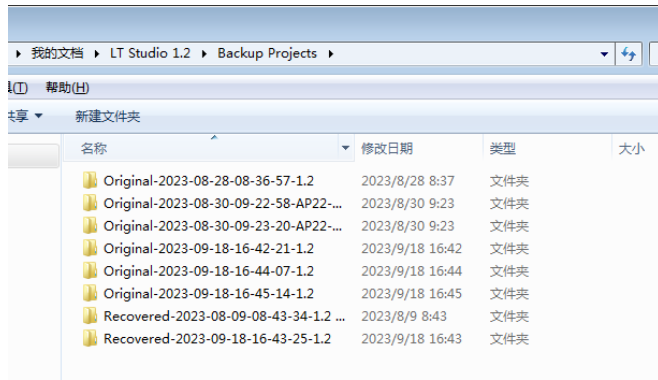 我的文档 LT Studio 1.2 Backup Projects
(T) 帮助(H)
共享 新建文件夹
名称 修改日期 类型 大小
Original-2023-08-28-08-36-57-1.2 2023/8/28 8:37 文件夹
Original-2023-08-30-09-22-58-AP22-... 2023/8/30 9:23 文件夹
Original-2023-08-30-09-23-20-AP22-... 2023/8/30 9:23 文件夹
Original-2023-09-18-16-42-21-1.2 2023/9/18 16:42 文件夹
Original-2023-09-18-16-44-07-1.2 2023/9/18 16:44 文件夹
Original-2023-09-18-16-45-14-1.2 2023/9/18 16:45 文件夹
Recovered-2023-08-09-08-43-34-1.2 ... 2023/8/9 8:43 文件夹
Recovered-2023-09-18-16-43-25-1.2 2023/9/18 16:43 文件夹